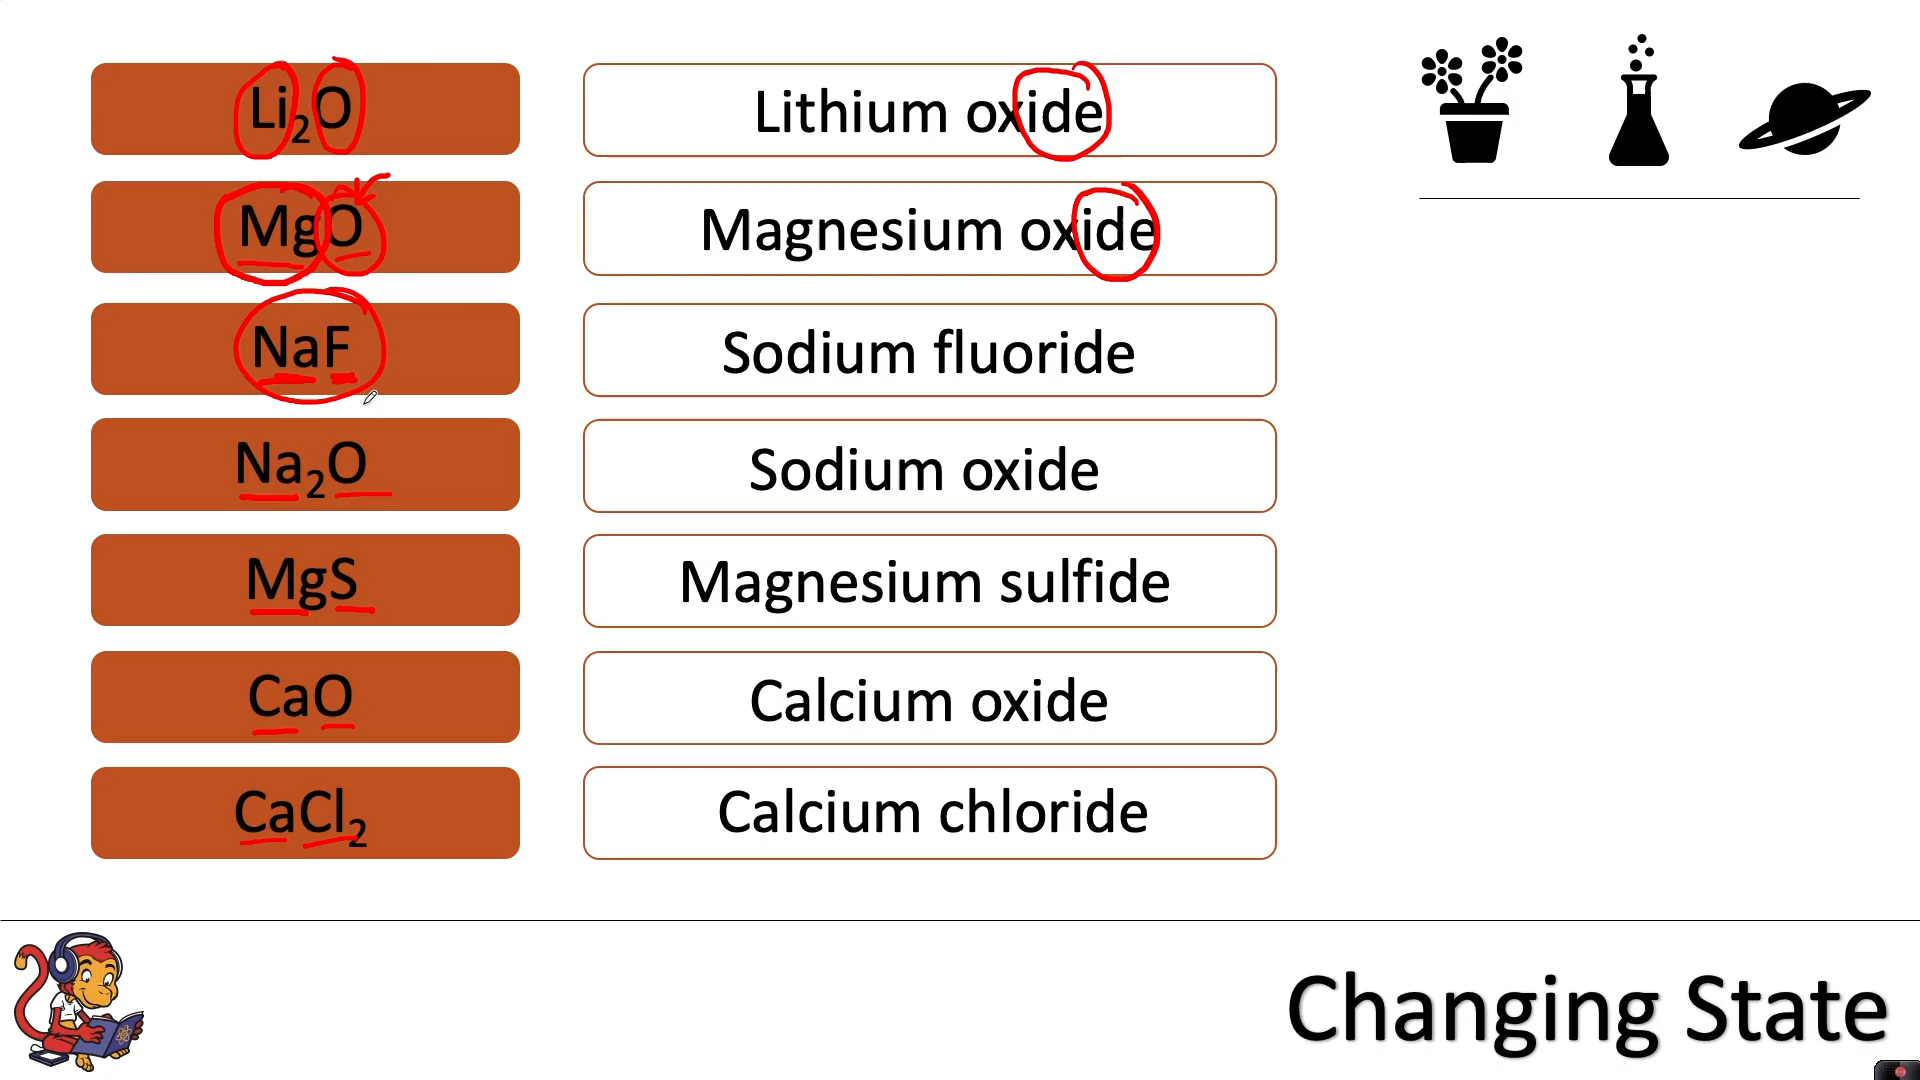 Li₂O Lithium oxide
MgO Magnesium oxide
NaF Sodium fluoride
Na₂O Sodium oxide
MgS Magnesium sulfide
CaO Calcium oxide
CaCl₂ Calcium chloride
Changing State